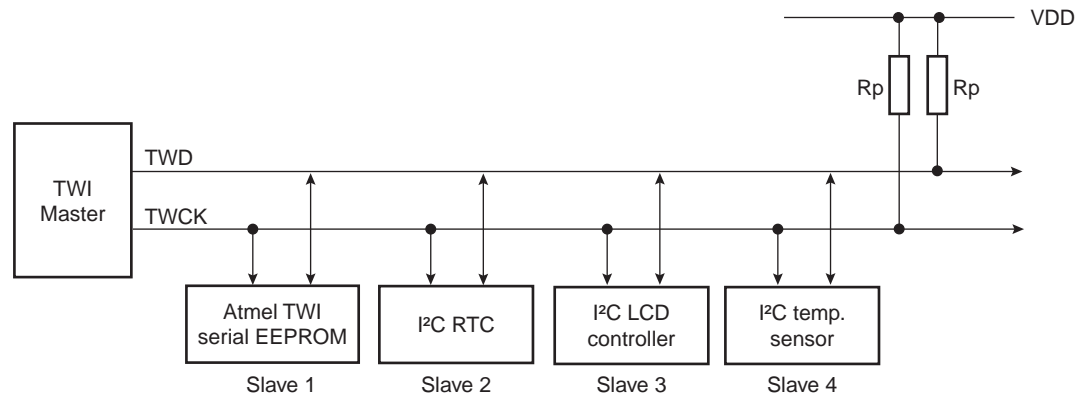 VDD
Rp
Rp
TWD
TWI
Master
TWCK
Atmel TWI
serial EEPROM
I²C RTC
I²C LCD
controller
I²C temp.
sensor
Slave 1
Slave 2
Slave 3
Slave 4